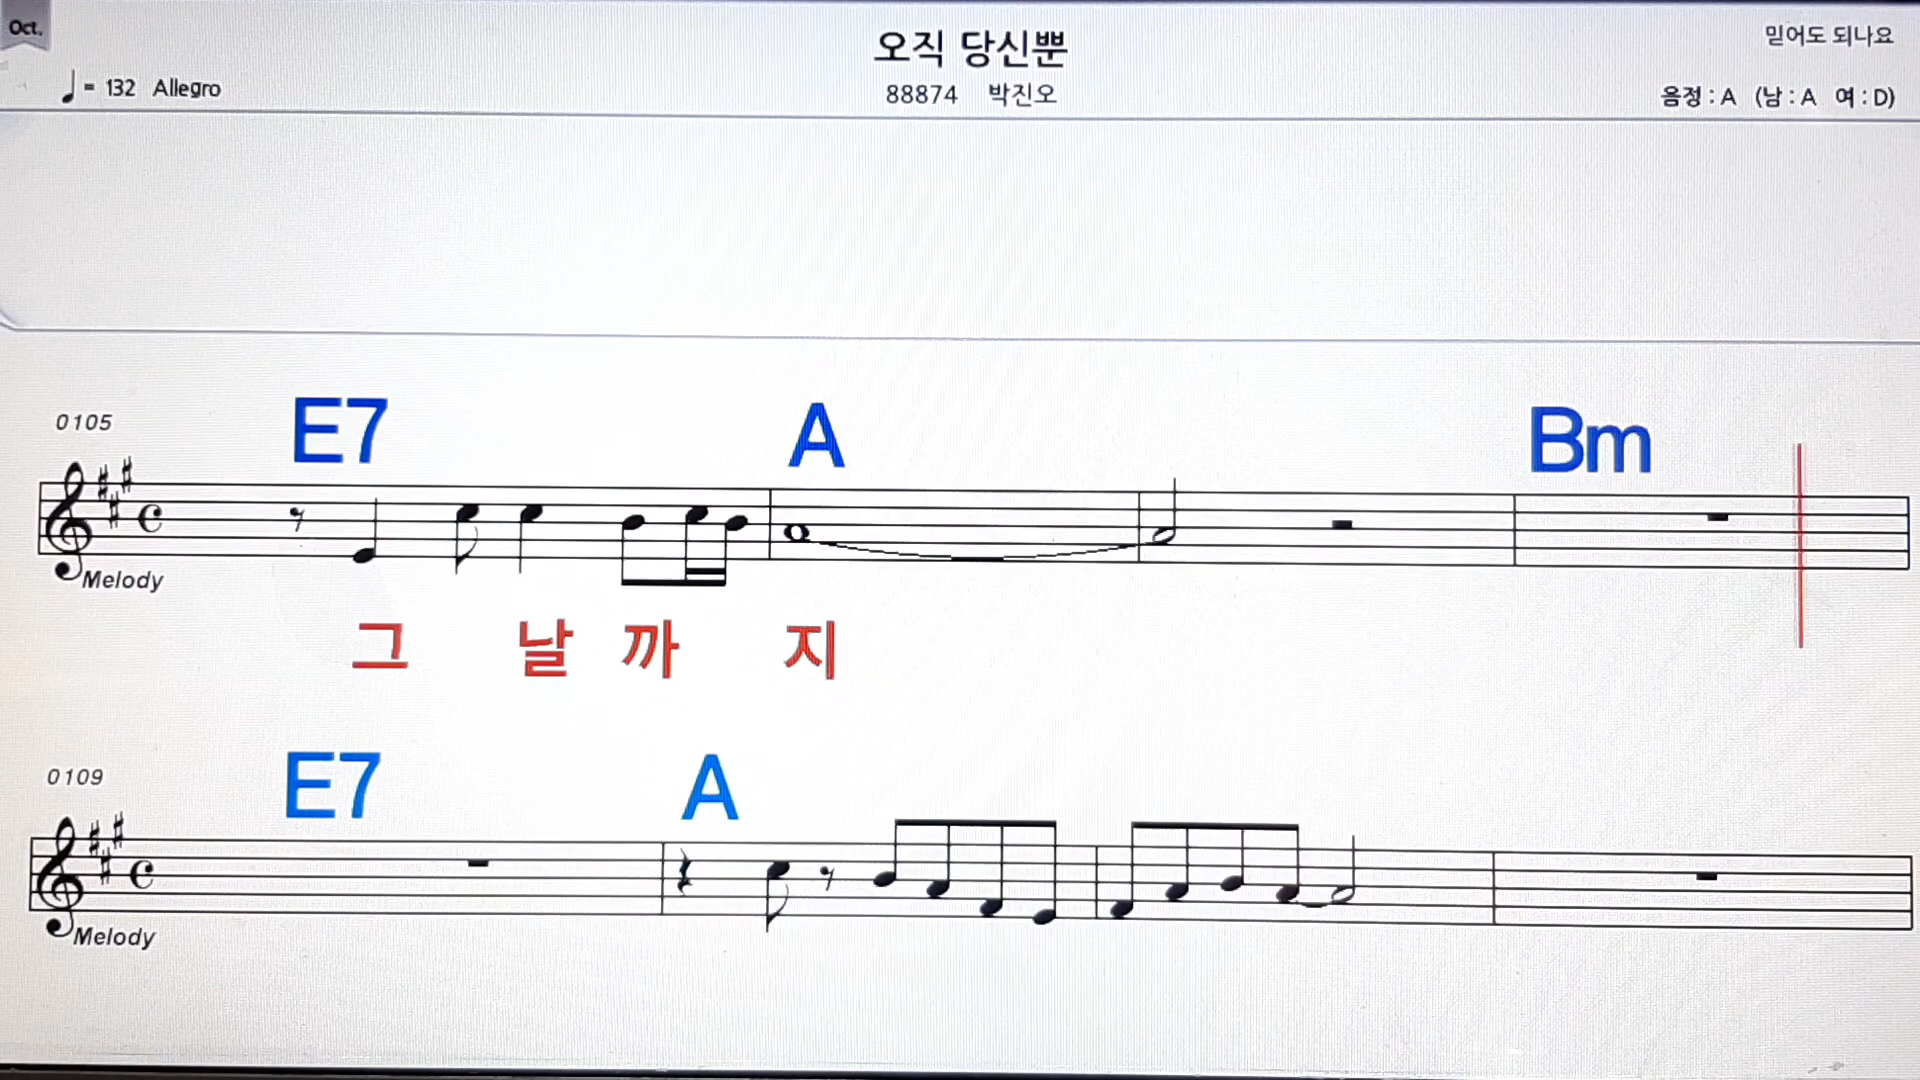 Oct.
오직 당신뿐
믿어도 되나요
= 132 Allegro
88874 박진오
음정 : A (남 : A 여 : D)
0105
E7 A Bm
Melody
그 날 까 지
0109
E7 A
Melody